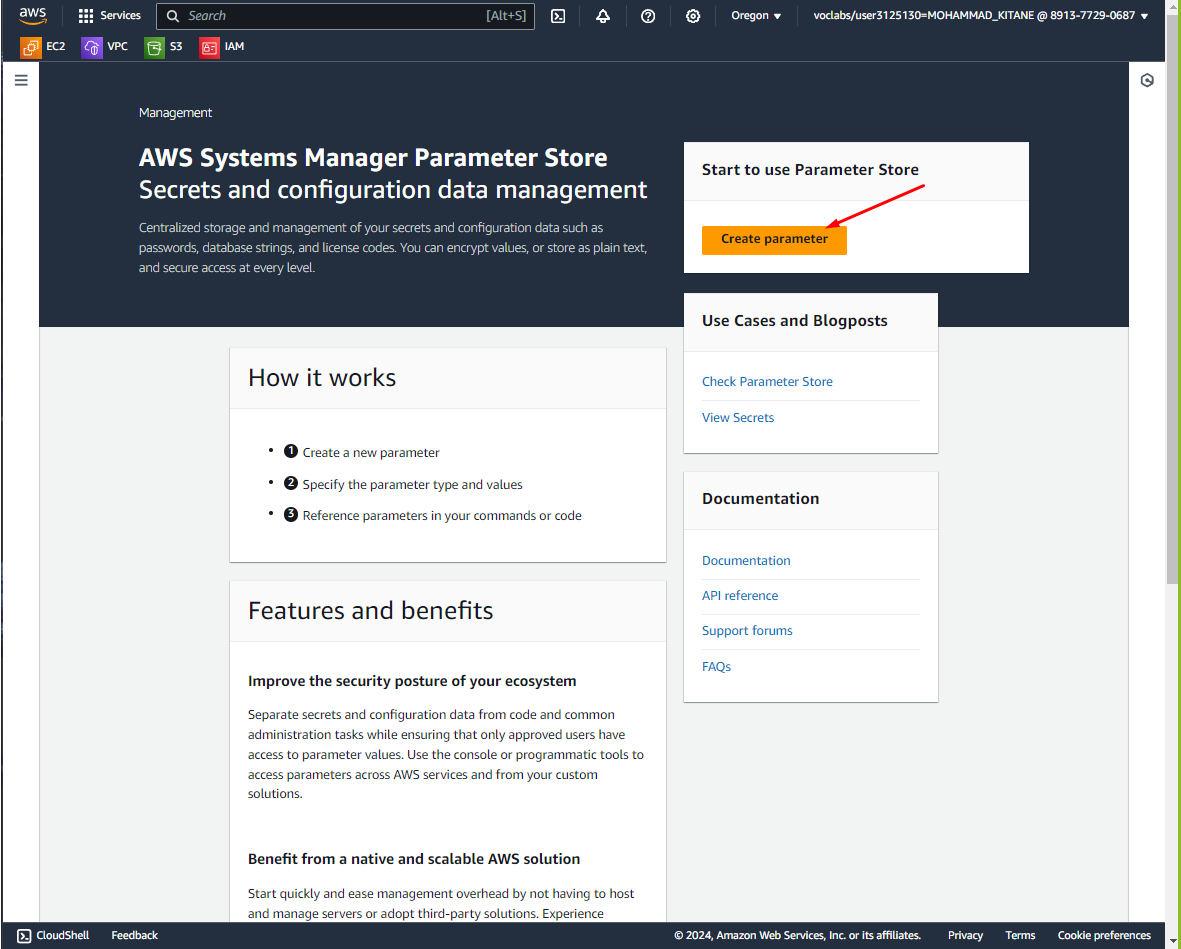 aws
Services
Search
[Alt+S]
Oregon
voclabs/user3125130=MOHAMMAD_KITANE @ 8913-7729-0687
EC2
VPC
S3
IAM
Management
AWS Systems Manager Parameter Store
Secrets and configuration data management
Centralized storage and management of your secrets and configuration data such as
passwords, database strings, and license codes. You can encrypt values, or store as plain text,
and secure access at every level.
Start to use Parameter Store
Create parameter
Use Cases and Blogposts
Check Parameter Store
View Secrets
How it works
1 Create a new parameter
2 Specify the parameter type and values
3 Reference parameters in your commands or code
Documentation
Documentation
API reference
Support forums
FAQs
Features and benefits
Improve the security posture of your ecosystem
Separate secrets and configuration data from code and common
administration tasks while ensuring that only approved users have
access to parameter values. Use the console or programmatic tools to
access parameters across AWS services and from your custom
solutions.
Benefit from a native and scalable AWS solution
Start quickly and ease management overhead by not having to host
and manage servers or adopt third-party solutions. Experience
CloudShell
Feedback
© 2024, Amazon Web Services, Inc. or its affiliates.
Privacy
Terms
Cookie preferences